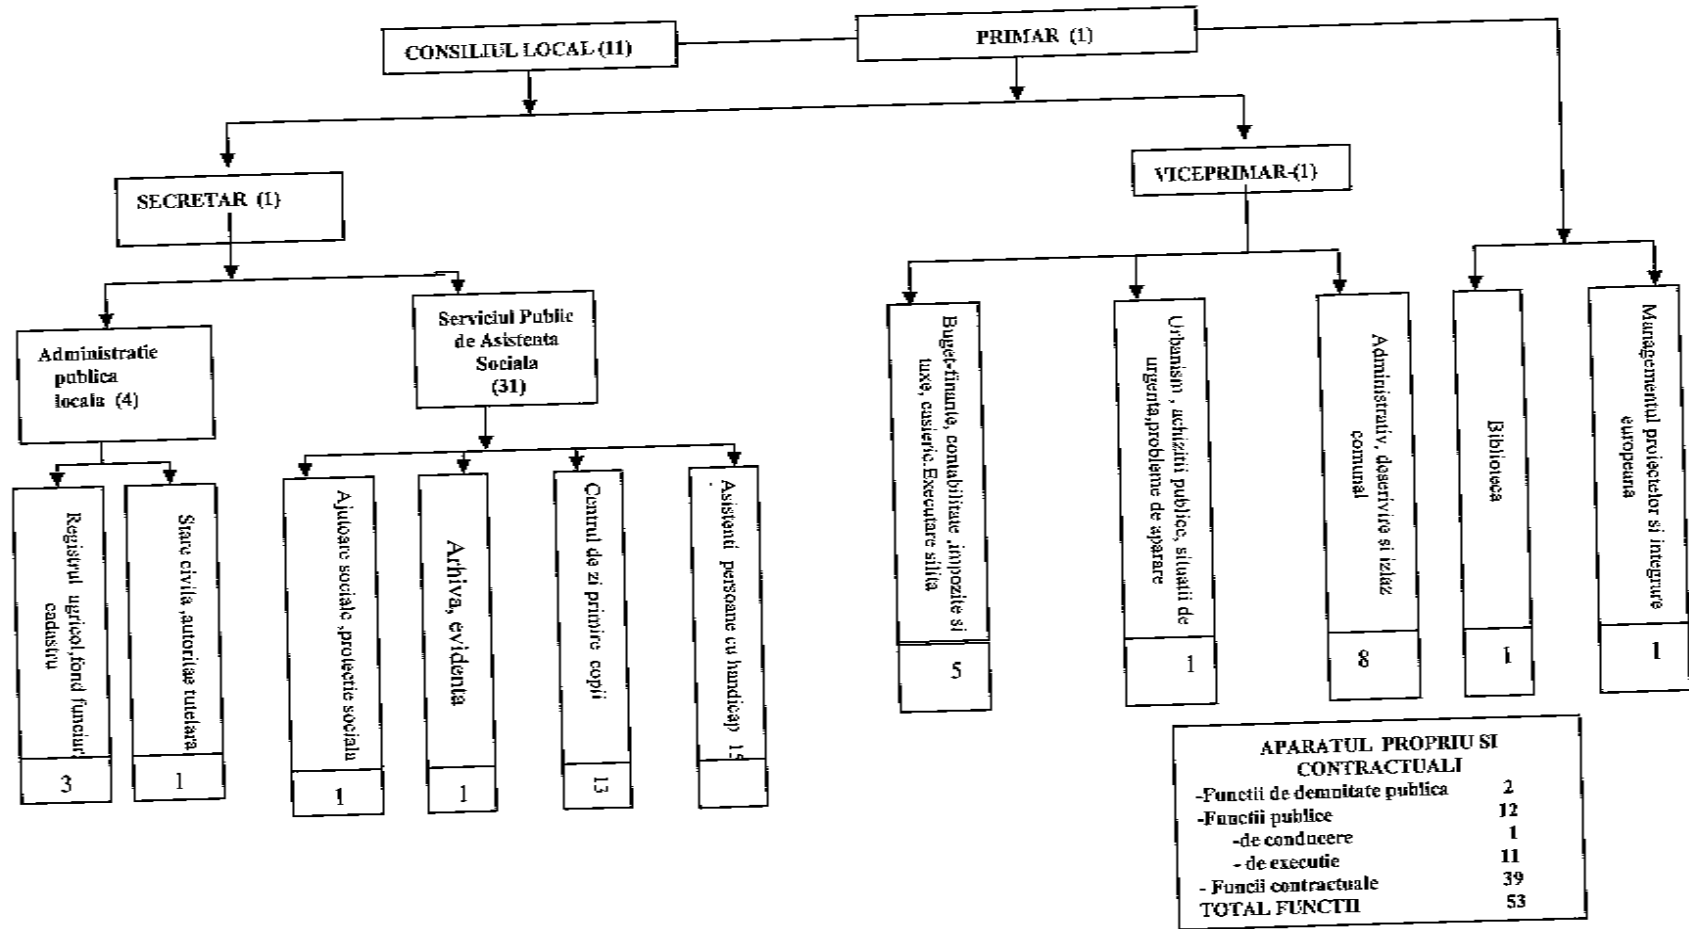 CONSILIUL LOCAL (11)
PRIMAR (1)
SECRETAR (1)
VICEPRIMAR-(1)
Administratie
publica
locala (4)
Serviciul Public
de Asistenta
Sociala
(31)
Registrul agricol,fond funciar,
cadastru
3
Stare civila ,autoritae tutelara
1
Ajutoare sociale ,protectie sociala
1
Arhiva, evidenta
1
Centrul de zi primire copii
13
Asistenti persoane cu handicap 15
Buget-finante, contabilitate ,impozite si
taxe, casierie.Executare silita
5
Urbanism , achizitii publice, situatii de
urgenta,probleme de aparare
1
Administrativ, deservire si izlaz
comunal
8
Biblioteca
1
Managementul proiectelor si integrare
europeana
1
APARATUL PROPRIU SI
CONTRACTUALI
-Functii de demnitate publica 2
-Functii publice 12
-de conducere 1
- de executie 11
- Funcii contractuale 39
TOTAL FUNCTII 53